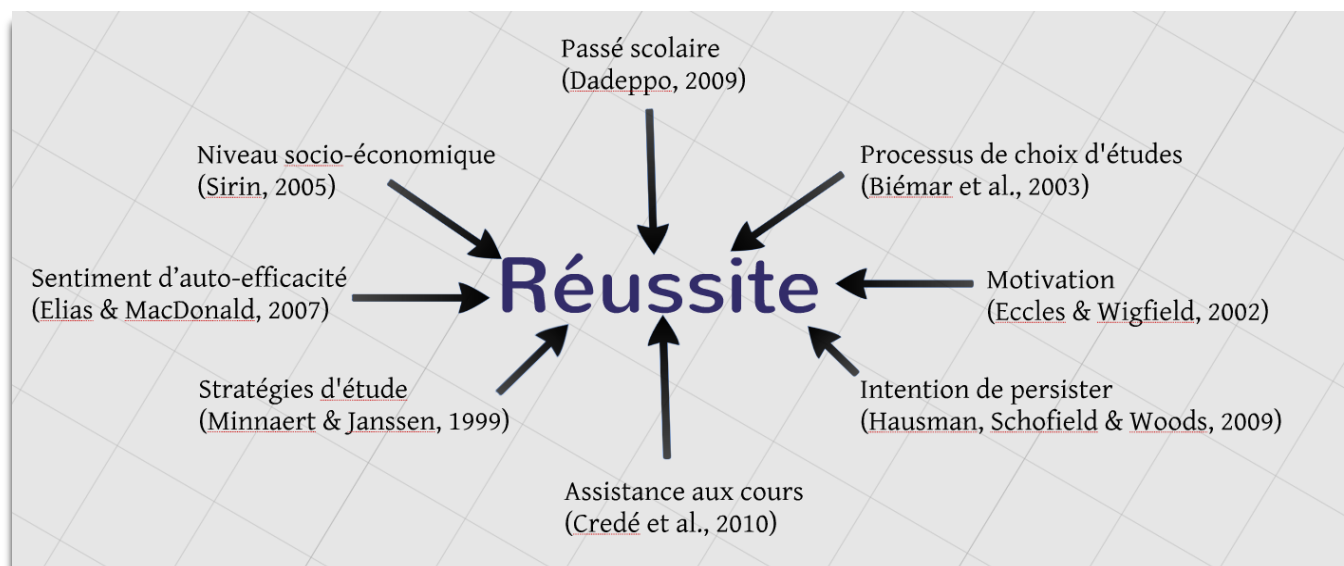 Passé scolaire
(Dadeppo, 2009)
Niveau socio-économique
(Sirin, 2005)
Processus de choix d'études
(Biémar et al., 2003)
Sentiment d’auto-efficacité
(Elias & MacDonald, 2007)
Réussite
Motivation
(Eccles & Wigfield, 2002)
Stratégies d'étude
(Minnaert & Janssen, 1999)
Intention de persister
(Hausman, Schofield & Woods, 2009)
Assistance aux cours
(Credé et al., 2010)